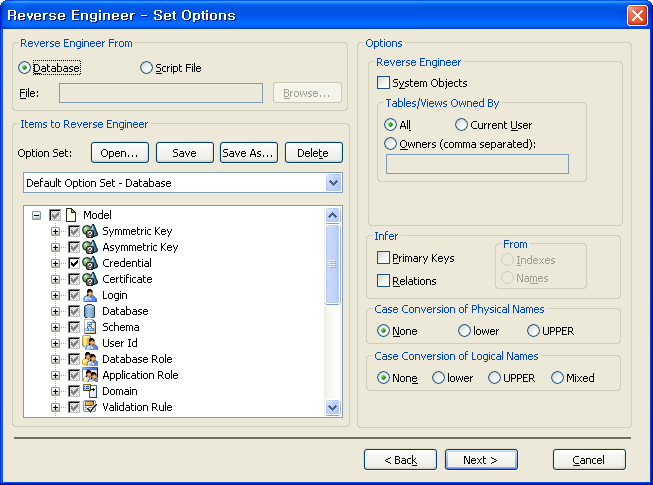 Reverse Engineer – Set Options
Reverse Engineer From
Database
Script File
File:
Browse...
Items to Reverse Engineer
Option Set:
Open...
Save
Save As...
Delete
Default Option Set - Database
Model
Symmetric Key
Asymmetric Key
Credential
Certificate
Login
Database
Schema
User Id
Database Role
Application Role
Domain
Validation Rule
Options
Reverse Engineer
System Objects
Tables/Views Owned By
All
Current User
Owners (comma separated):
Infer
Primary Keys
Relations
From
Indexes
Names
Case Conversion of Physical Names
None
lower
UPPER
Case Conversion of Logical Names
None
lower
UPPER
Mixed
< Back
Next >
Cancel